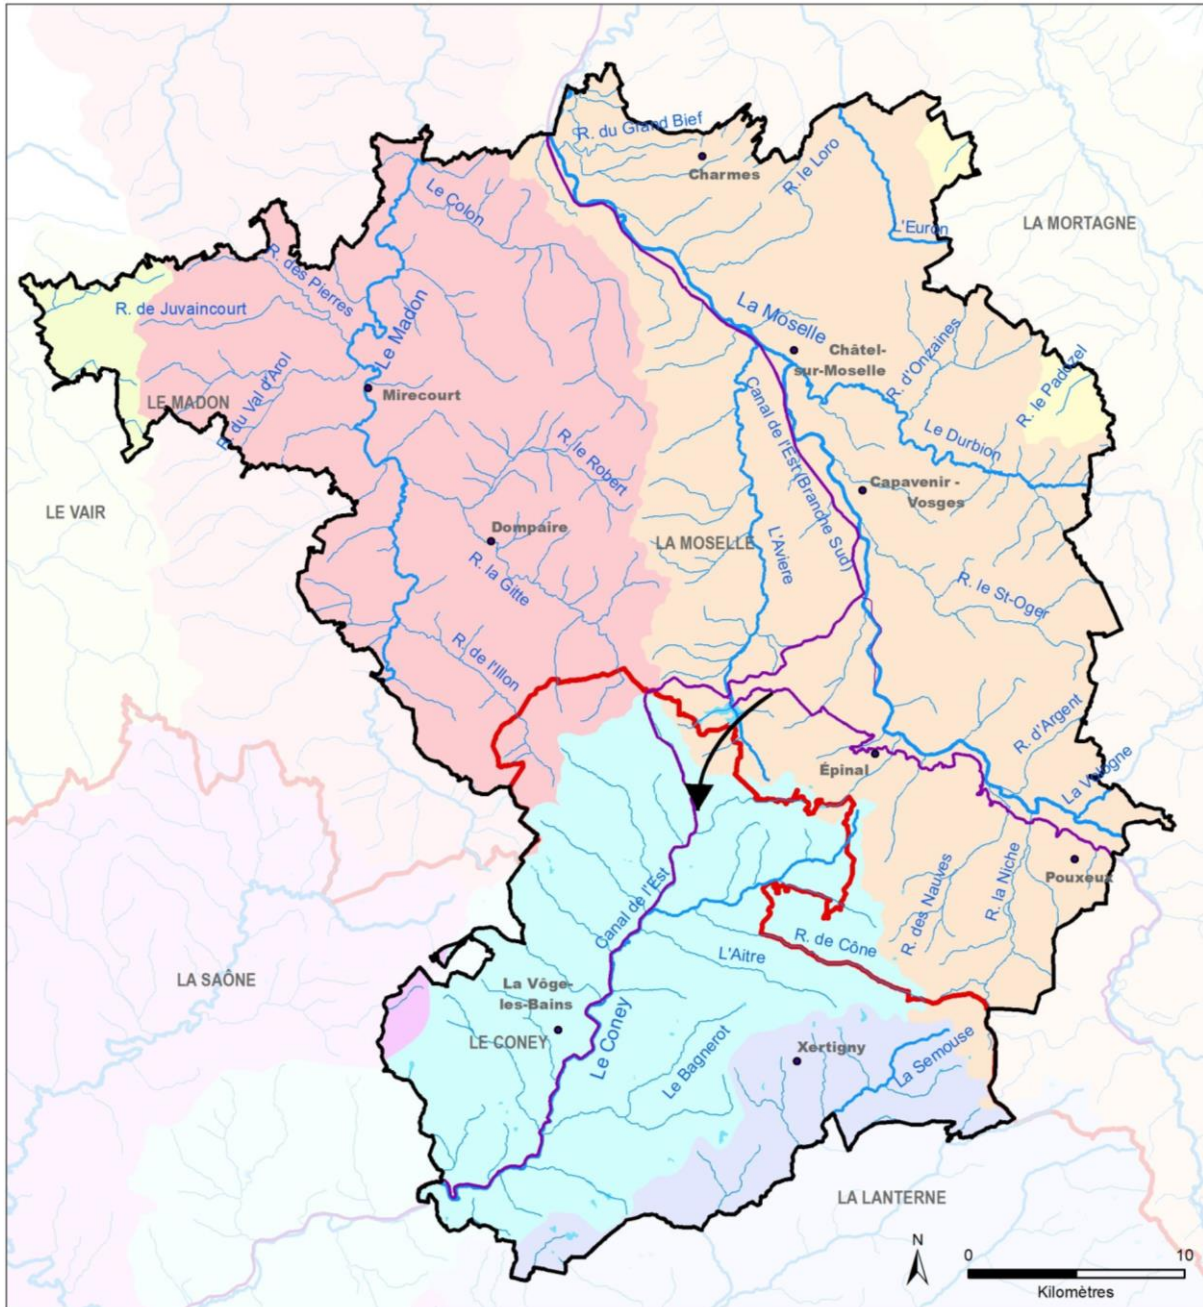 R. du Grand Bief
Charmes
R. le Loro
Le Colon
L'Euron
LA MORTAGNE
R. des Pierres
R. de Juvaincourt
Le Madon
La Moselle
Châtel-
sur-Moselle
R. d'Onzaines
R. le Padozel
LE MADON
R. du Val d'Arol
Mirecourt
Canal de l'Est (Branche Sud)
Le Durbion
R. le Robert
Capavenir -
Vosges
LE VAIR
Dompaire
LA MOSELLE
L'Aviere
R. la Gitte
R. le St-Oger
R. de l'Illon
R. d'Argent
La Vologne
Épinal
Pouxeux
R. des Nauves
R. la Niche
Canal de l'Est
R. de Cône
L'Aitre
LA SAÔNE
La Vôge-
les-Bains
LE CONEY
Le Coney
Le Bagnerot
Xertigny
La Semouse
LA LANTERNE
N
0 10
Kilomètres